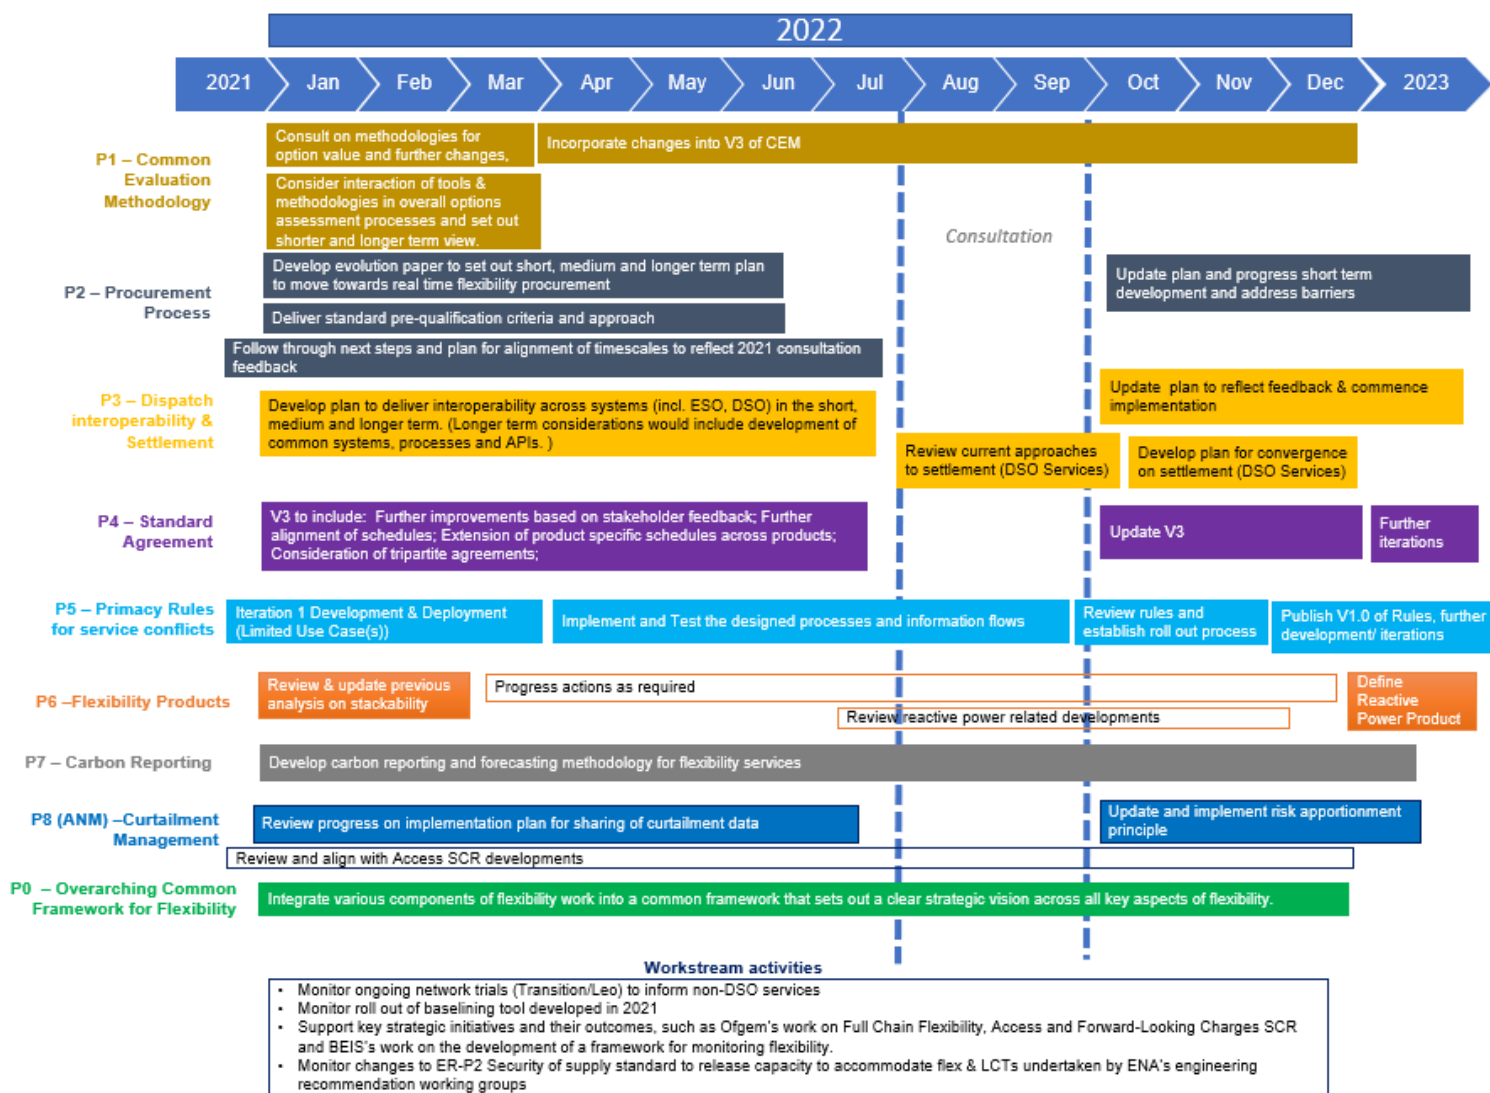 2022
2021 Jan Feb Mar Apr May Jun Jul Aug Sep Oct Nov Dec 2023
P1 – Common
Evaluation
Methodology
Consult on methodologies for
option value and further changes,
Incorporate changes into V3 of CEM
Consider interaction of tools &
methodologies in overall options
assessment processes and set out
shorter and longer term view.
Consultation
P2 – Procurement
Process
Develop evolution paper to set out short, medium and longer term plan
to move towards real time flexibility procurement
Update plan and progress short term
development and address barriers
Deliver standard pre-qualification criteria and approach
Follow through next steps and plan for alignment of timescales to reflect 2021 consultation
feedback
P3 – Dispatch
interoperability &
Settlement
Develop plan to deliver interoperability across systems (incl. ESO, DSO) in the short,
medium and longer term. (Longer term considerations would include development of
common systems, processes and APIs. )
Update plan to reflect feedback & commence
implementation
Review current approaches
to settlement (DSO Services)
Develop plan for convergence
on settlement (DSO Services)
P4 – Standard
Agreement
V3 to include: Further improvements based on stakeholder feedback; Further
alignment of schedules; Extension of product specific schedules across products;
Consideration of tripartite agreements;
Update V3
Further
iterations
P5 – Primacy Rules
for service conflicts
Iteration 1 Development & Deployment
(Limited Use Case(s))
Implement and Test the designed processes and information flows
Review rules and
establish roll out process
Publish V1.0 of Rules, further
development/ iterations
P6 –Flexibility Products
Review & update previous
analysis on stackability
Progress actions as required
Review reactive power related developments
Define
Reactive
Power Product
P7 – Carbon Reporting
Develop carbon reporting and forecasting methodology for flexibility services
P8 (ANM) –Curtailment
Management
Review progress on implementation plan for sharing of curtailment data
Update and implement risk apportionment
principle
Review and align with Access SCR developments
P0 – Overarching Common
Framework for Flexibility
Integrate various components of flexibility work into a common framework that sets out a clear strategic vision across all key aspects of flexibility.
Workstream activities
• Monitor ongoing network trials (Transition/Leo) to inform non-DSO services
• Monitor roll out of baselining tool developed in 2021
• Support key strategic initiatives and their outcomes, such as Ofgem's work on Full Chain Flexibility, Access and Forward-Looking Charges SCR
and BEIS's work on the development of a framework for monitoring flexibility.
• Monitor changes to ER-P2 Security of supply standard to release capacity to accommodate flex & LCTs undertaken by ENA's engineering
recommendation working groups